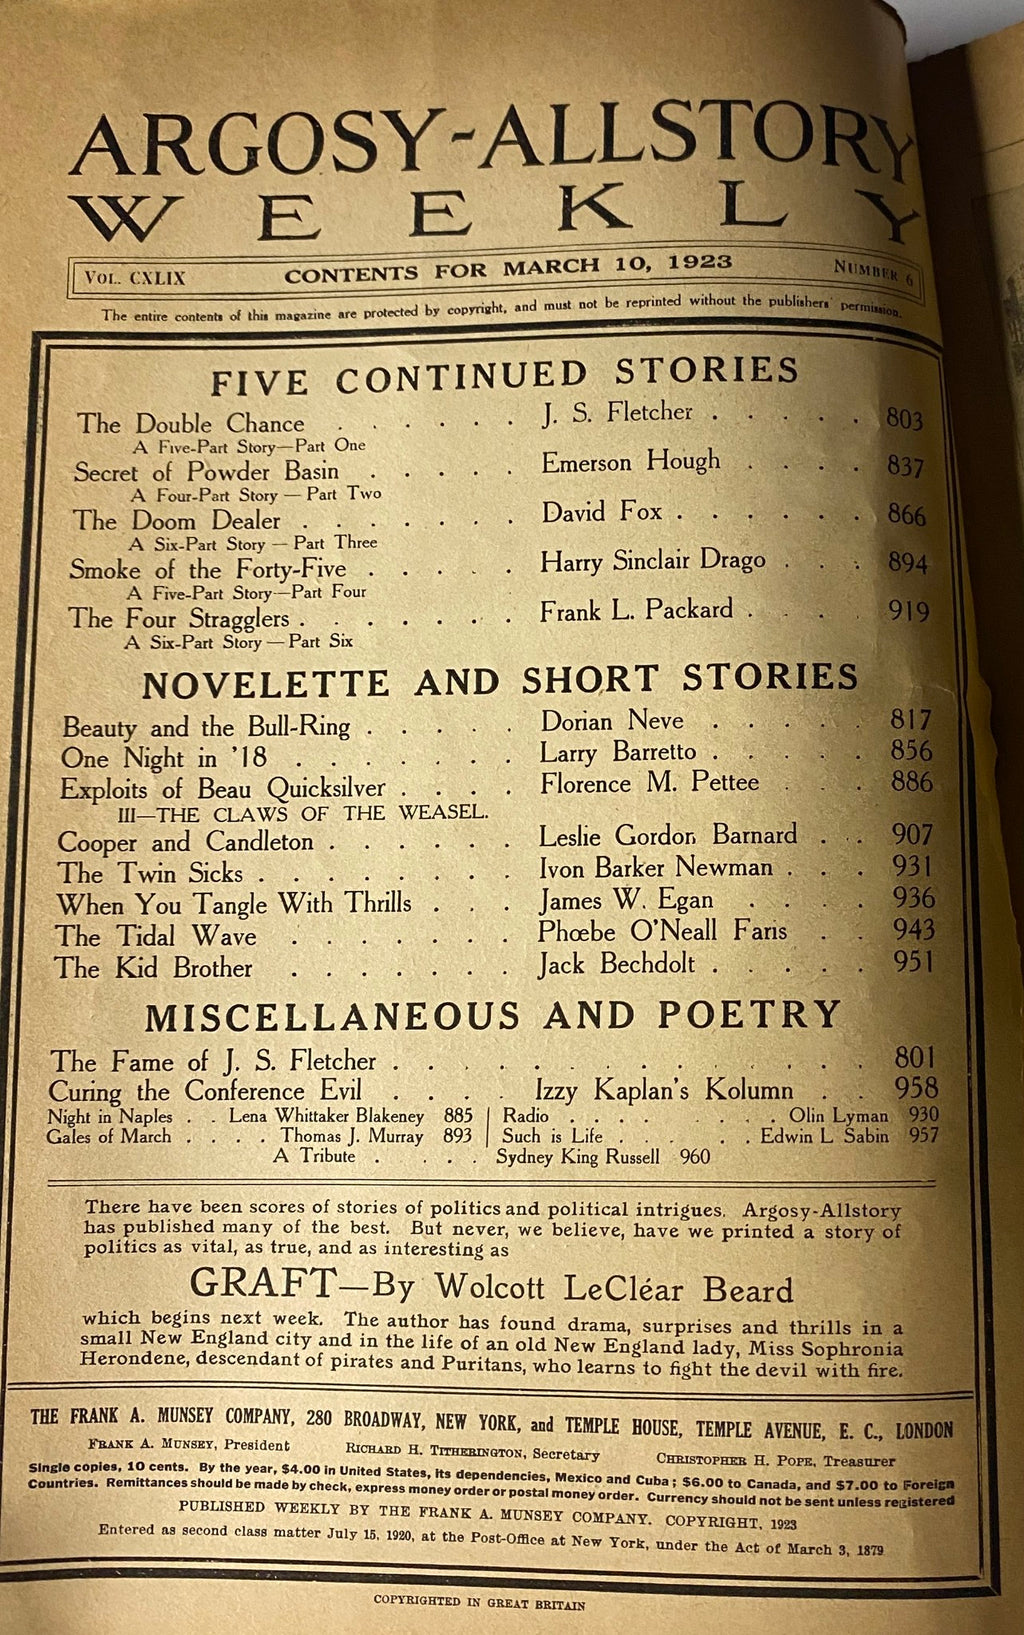 ARGOSY-ALLSTORY
WEEKLY
VOL. CXLIX CONTENTS FOR MARCH 10, 1923 NUMBER 6
The entire contents of this magazine are protected by copyright, and must not be reprinted without the publishers' permission.
FIVE CONTINUED STORIES
The Double Chance . . . . . . J. S. Fletcher . . . . . 803
A Five-Part Story—Part One
Secret of Powder Basin . . . . . Emerson Hough . . . . 837
A Four-Part Story — Part Two
The Doom Dealer . . . . . . . David Fox . . . . . . 866
A Six-Part Story — Part Three
Smoke of the Forty-Five . . . . . Harry Sinclair Drago . . . 894
A Five-Part Story—Part Four
The Four Stragglers . . . . . . . Frank L. Packard . . . . 919
A Six-Part Story — Part Six
NOVELETTE AND SHORT STORIES
Beauty and the Bull-Ring . . . . . Dorian Neve . . . . . 817
One Night in '18 . . . . . . . Larry Barretto . . . . . 856
Exploits of Beau Quicksilver . . . . Florence M. Pettee . . . 886
III—THE CLAWS OF THE WEASEL.
Cooper and Candleton . . . . . . Leslie Gordon Barnard . . 907
The Twin Sicks . . . . . . . . Ivon Barker Newman . . . 931
When You Tangle With Thrills . . . James W. Egan . . . . 936
The Tidal Wave . . . . . . . Phœbe O'Neall Faris . . 943
The Kid Brother . . . . . . . Jack Bechdolt . . . . . 951
MISCELLANEOUS AND POETRY
The Fame of J. S. Fletcher . . . . . . . . . . . . . 801
Curing the Conference Evil . . . . Izzy Kaplan's Kolumn . . 958
Night in Naples . . Lena Whittaker Blakeney 885 | Radio . . . . . . . . Olin Lyman 930
Gales of March . . . . Thomas J. Murray 893 | Such is Life . . . . . . Edwin L Sabin 957
A Tribute . . . . Sydney King Russell 960
There have been scores of stories of politics and political intrigues. Argosy-Allstory
has published many of the best. But never, we believe, have we printed a story of
politics as vital, as true, and as interesting as
GRAFT—By Wolcott LeCléar Beard
which begins next week. The author has found drama, surprises and thrills in a
small New England city and in the life of an old New England lady, Miss Sophronia
Herondene, descendant of pirates and Puritans, who learns to fight the devil with fire.
THE FRANK A. MUNSEY COMPANY, 280 BROADWAY, NEW YORK, and TEMPLE HOUSE, TEMPLE AVENUE, E. C., LONDON
FRANK A. MUNSEY, President RICHARD H. TITHERINGTON, Secretary CHRISTOPHER H. POPE, Treasurer
Single copies, 10 cents. By the year, $4.00 in United States, its dependencies, Mexico and Cuba; $6.00 to Canada, and $7.00 to Foreign
Countries. Remittances should be made by check, express money order or postal money order. Currency should not be sent unless registered
PUBLISHED WEEKLY BY THE FRANK A. MUNSEY COMPANY. COPYRIGHT, 1923
Entered as second class matter July 15, 1920, at the Post-Office at New York, under the Act of March 3, 1879
COPYRIGHTED IN GREAT BRITAIN